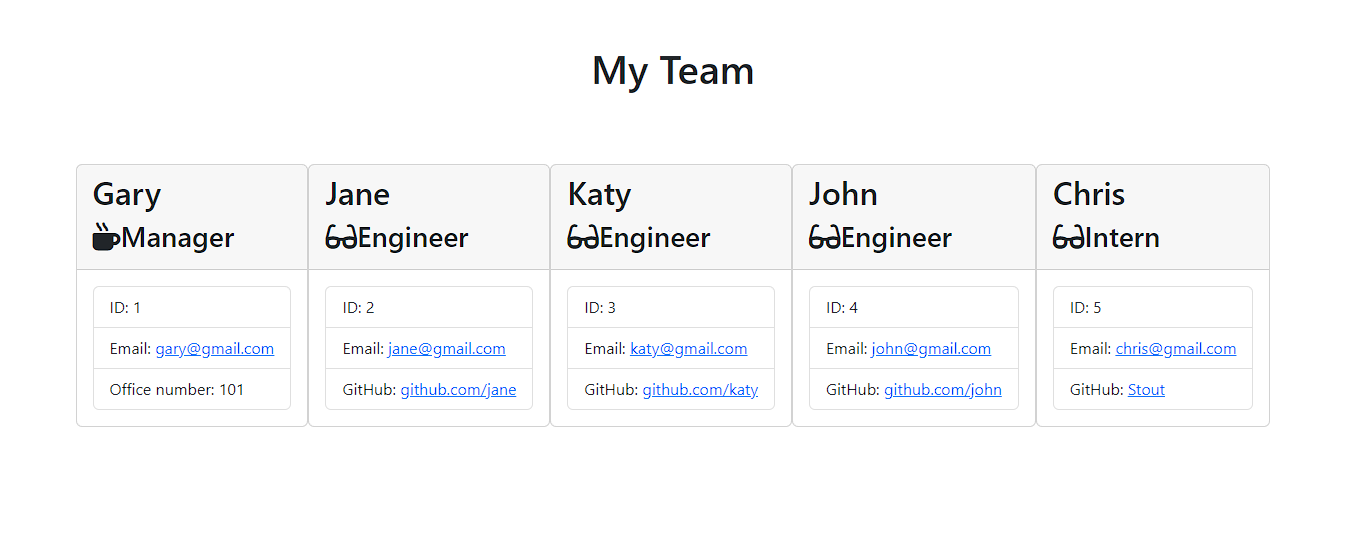 My Team
Gary
Manager
ID: 1
Email: gary@gmail.com
Office number: 101
Jane
Engineer
ID: 2
Email: jane@gmail.com
GitHub: github.com/jane
Katy
Engineer
ID: 3
Email: katy@gmail.com
GitHub: github.com/katy
John
Engineer
ID: 4
Email: john@gmail.com
GitHub: github.com/john
Chris
Intern
ID: 5
Email: chris@gmail.com
GitHub: Stout